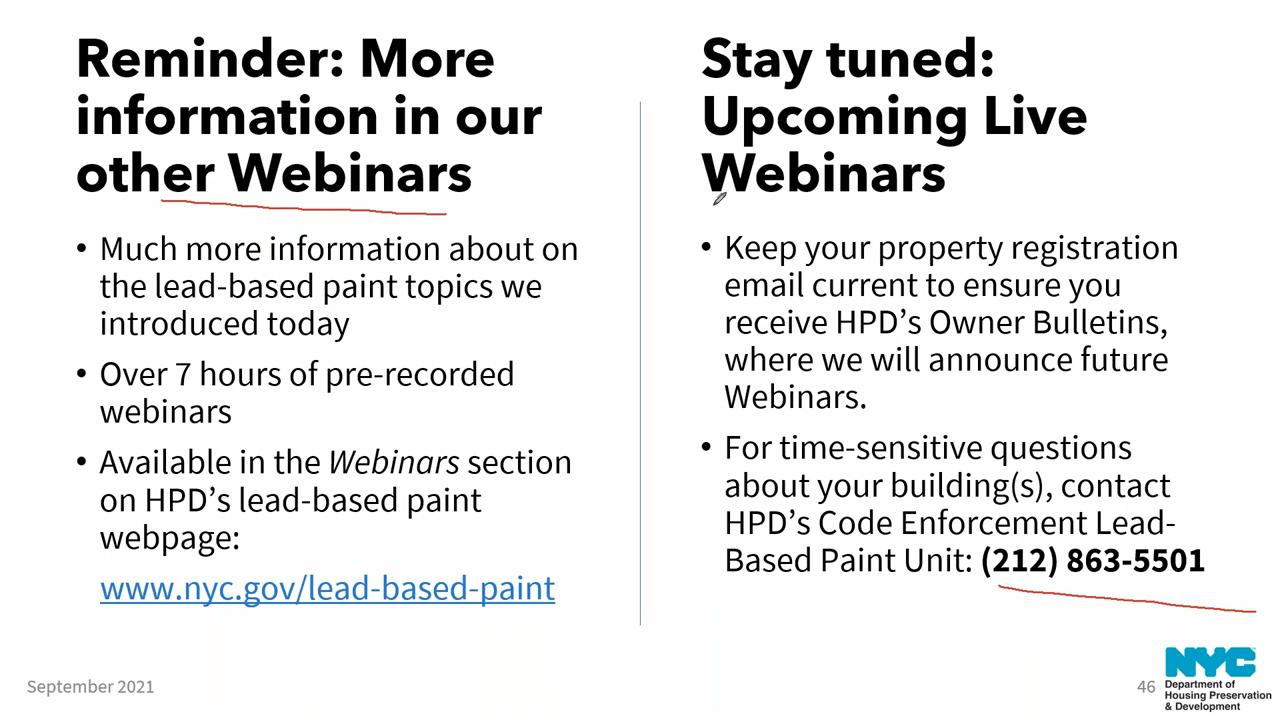 Reminder: More
information in our
other Webinars
• Much more information about on
the lead-based paint topics we
introduced today
• Over 7 hours of pre-recorded
webinars
• Available in the Webinars section
on HPD’s lead-based paint
webpage:
www.nyc.gov/lead-based-paint
Stay tuned:
Upcoming Live
Webinars
• Keep your property registration
email current to ensure you
receive HPD’s Owner Bulletins,
where we will announce future
Webinars.
• For time-sensitive questions
about your building(s), contact
HPD’s Code Enforcement Lead-
Based Paint Unit: (212) 863-5501
September 2021
46
NYC
Department of
Housing Preservation
& Development